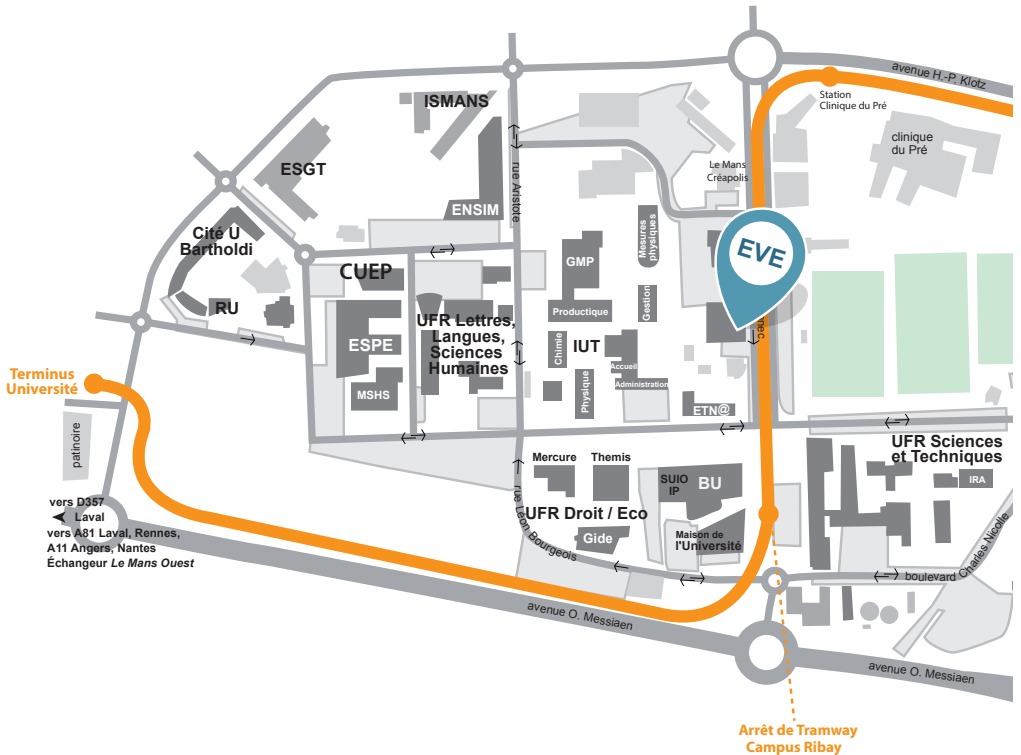 avenue H.-P. Klotz
Station
Clinique du Pré
ISMANS
clinique
du Pré
ESGT
Le Mans
Créapolis
rue Aristote
ENSIM
Cité U
Bartholdi
Mesures
physiques
EVE
CUEP
GMP
RU
Productique
Gestion
UFR Lettres,
Langues,
Sciences
Humaines
ESPE
Chimie
IUT
Accueil
Administration
Terminus
Université
MSHS
Physique
ETN@
patinoire
UFR Sciences
et Techniques
Mercure
Themis
SUIO
IP
BU
IRA
vers D357
Laval
vers A81 Laval, Rennes,
A11 Angers, Nantes
Échangeur Le Mans Ouest
rue Léon Bourgeois
UFR Droit / Eco
Gide
Maison de
l'Université
boulevard Charles Nicolle
avenue O. Messiaen
avenue O. Messiaen
Arrêt de Tramway
Campus Ribay